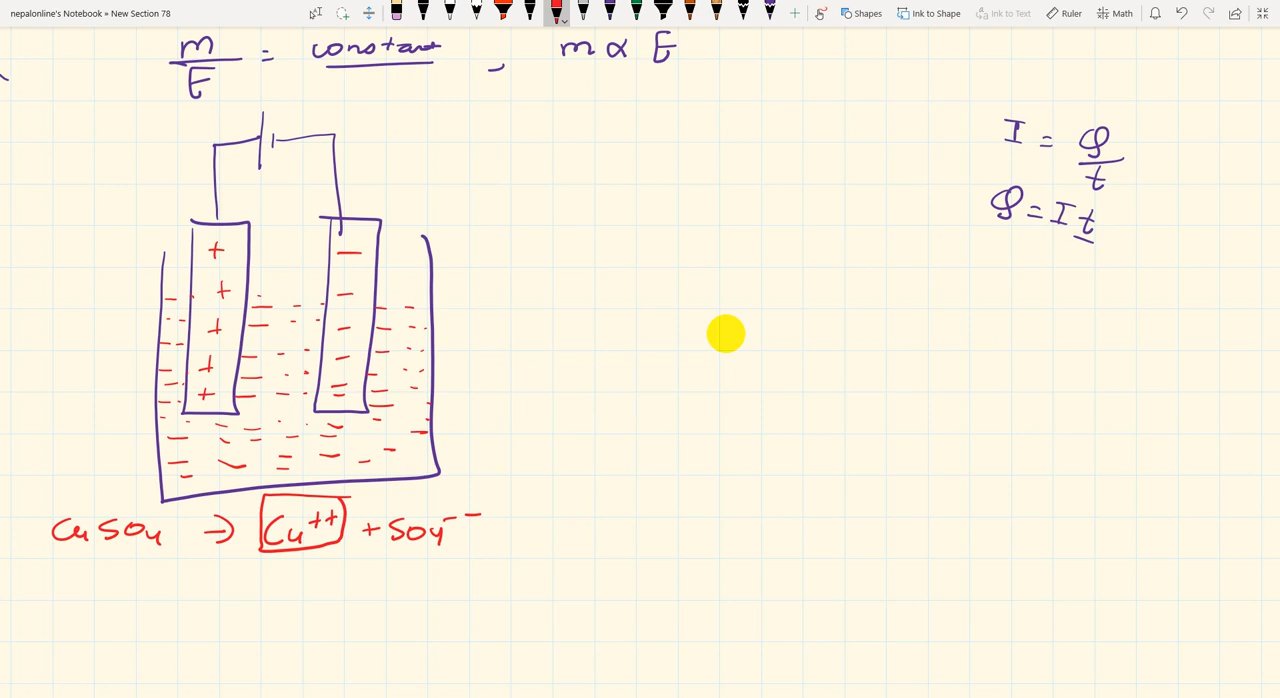 nepalonline's Notebook » New Section 78
Shapes
Ink to Shape
Ink to Text
Ruler
Math
m/E = constant , m ∝ E
I = Q/t
Q = It
+ −
CuSO4 → Cu++ + SO4−−